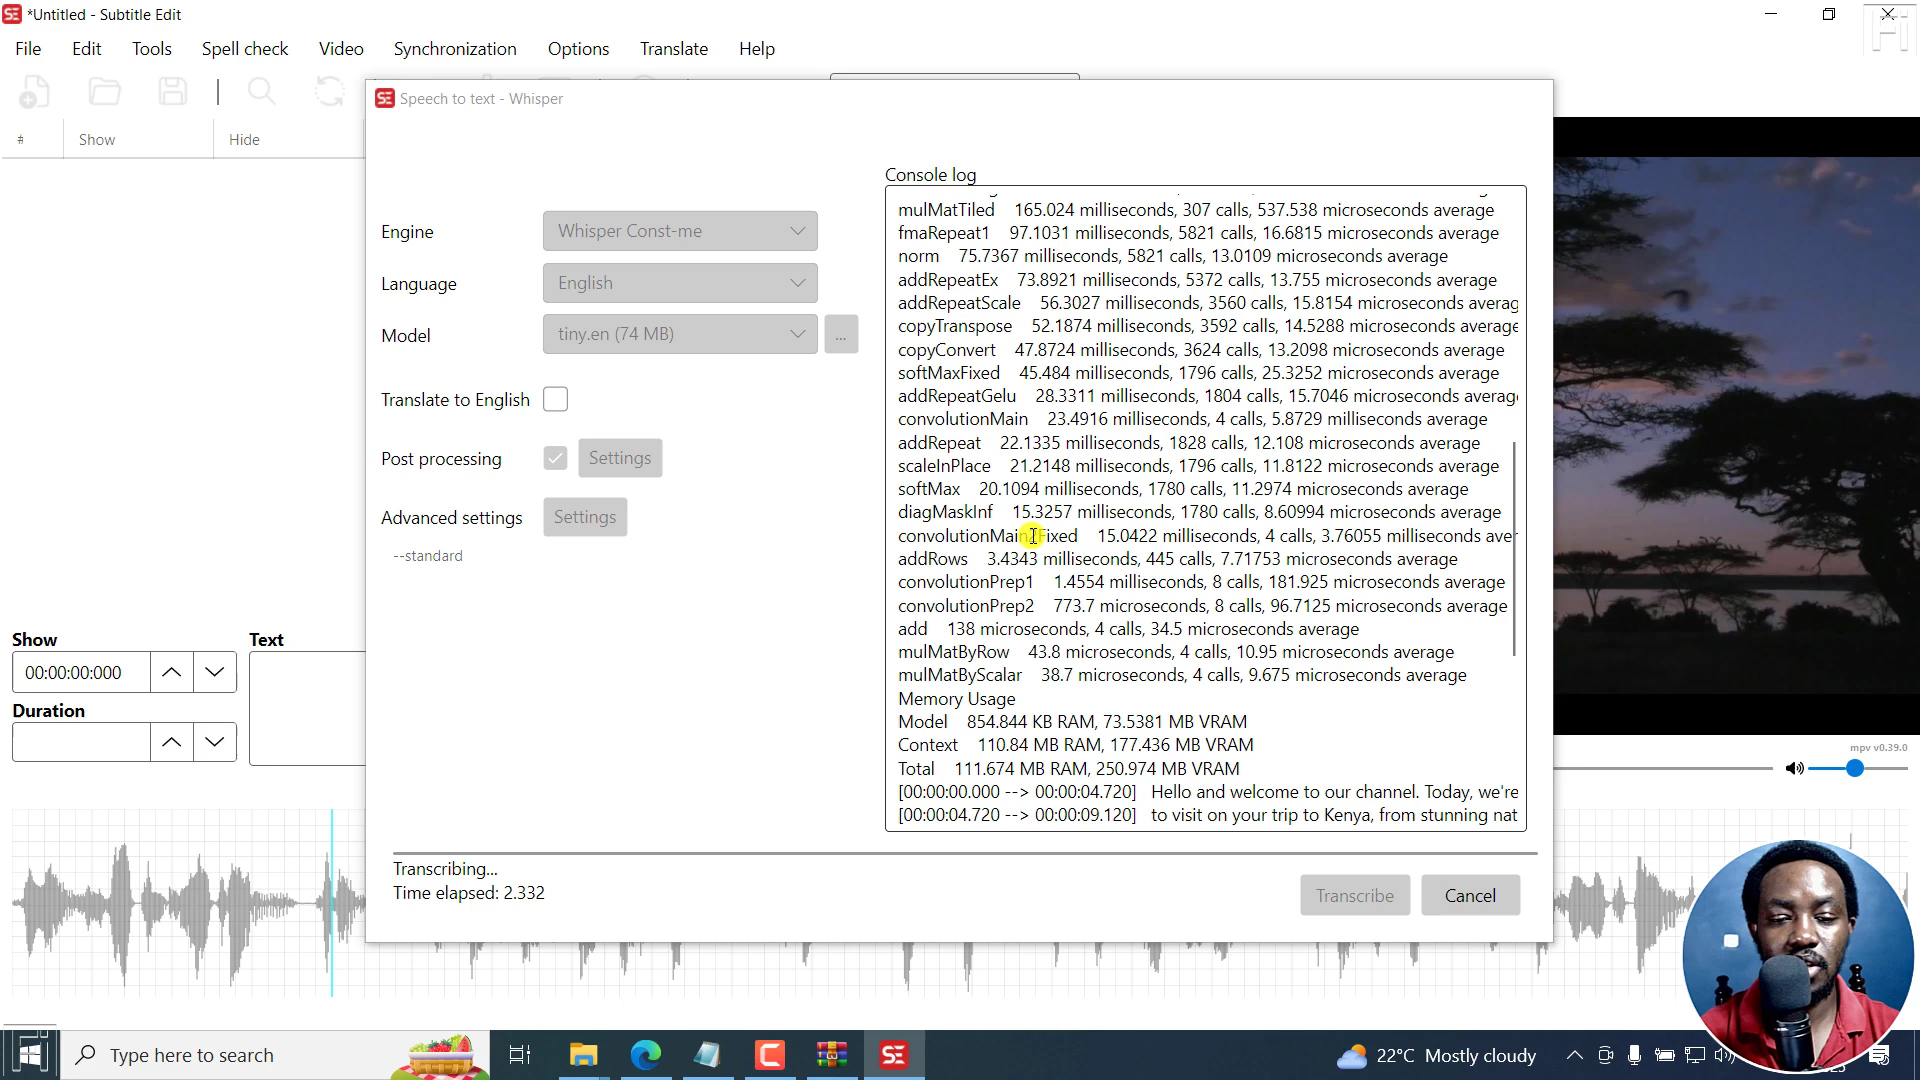 *Untitled - Subtitle Edit
File Edit Tools Spell check Video Synchronization Options Translate Help
# Show Hide
Speech to text - Whisper
Console log
Engine Whisper Const-me
Language English
Model tiny.en (74 MB) ...
Translate to English
Post processing Settings
Advanced settings Settings
--standard
mulMatTiled 165.024 milliseconds, 307 calls, 537.538 microseconds average
fmaRepeat1 97.1031 milliseconds, 5821 calls, 16.6815 microseconds average
norm 75.7367 milliseconds, 5821 calls, 13.0109 microseconds average
addRepeatEx 73.8921 milliseconds, 5372 calls, 13.755 microseconds average
addRepeatScale 56.3027 milliseconds, 3560 calls, 15.8154 microseconds averag
copyTranspose 52.1874 milliseconds, 3592 calls, 14.5288 microseconds average
copyConvert 47.8724 milliseconds, 3624 calls, 13.2098 microseconds average
softMaxFixed 45.484 milliseconds, 1796 calls, 25.3252 microseconds average
addRepeatGelu 28.3311 milliseconds, 1804 calls, 15.7046 microseconds averag
convolutionMain 23.4916 milliseconds, 4 calls, 5.8729 milliseconds average
addRepeat 22.1335 milliseconds, 1828 calls, 12.108 microseconds average
scaleInPlace 21.2148 milliseconds, 1796 calls, 11.8122 microseconds average
softMax 20.1094 milliseconds, 1780 calls, 11.2974 microseconds average
diagMaskInf 15.3257 milliseconds, 1780 calls, 8.60994 microseconds average
convolutionMain2Fixed 15.0422 milliseconds, 4 calls, 3.76055 milliseconds aver
addRows 3.4343 milliseconds, 445 calls, 7.71753 microseconds average
convolutionPrep1 1.4554 milliseconds, 8 calls, 181.925 microseconds average
convolutionPrep2 773.7 microseconds, 8 calls, 96.7125 microseconds average
add 138 microseconds, 4 calls, 34.5 microseconds average
mulMatByRow 43.8 microseconds, 4 calls, 10.95 microseconds average
mulMatByScalar 38.7 microseconds, 4 calls, 9.675 microseconds average
Memory Usage
Model 854.844 KB RAM, 73.5381 MB VRAM
Context 110.84 MB RAM, 177.436 MB VRAM
Total 111.674 MB RAM, 250.974 MB VRAM
[00:00:00.000 --> 00:00:04.720] Hello and welcome to our channel. Today, we're
[00:00:04.720 --> 00:00:09.120] to visit on your trip to Kenya, from stunning nat
Show Text
00:00:00:000
Duration
mpv v0.39.0
Transcribing...
Time elapsed: 2.332
Transcribe Cancel
Type here to search
22°C Mostly cloudy